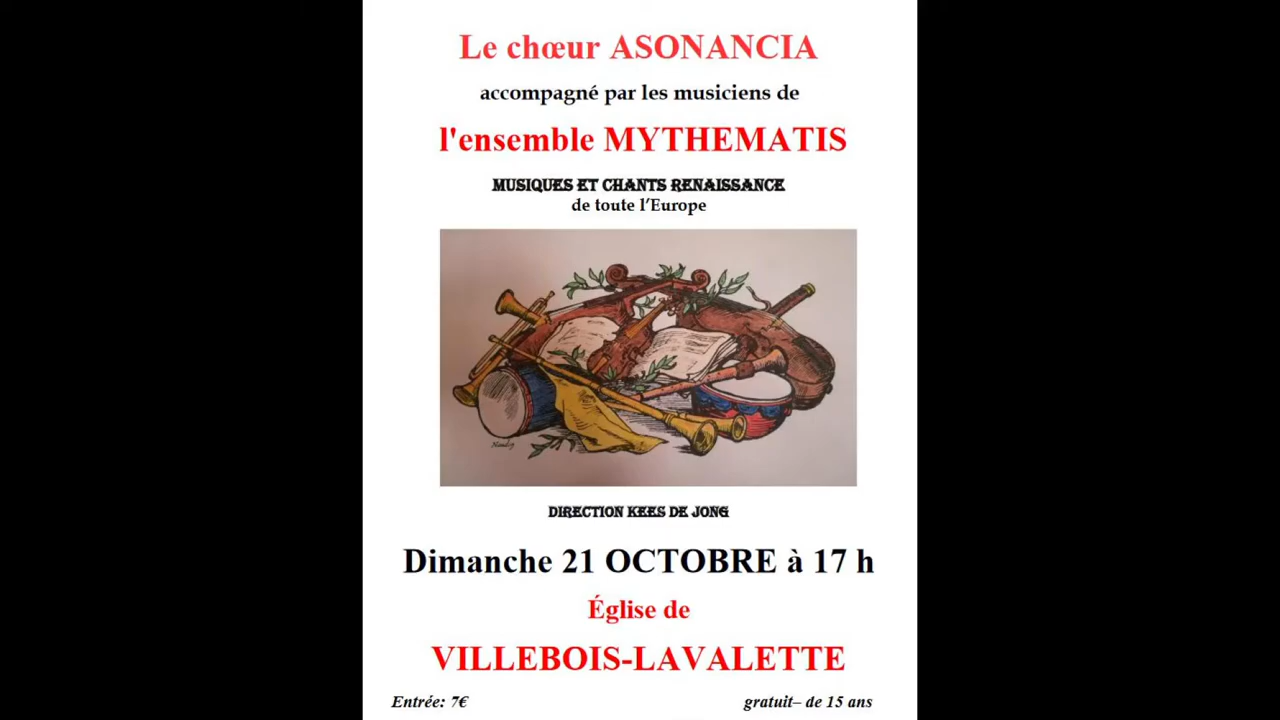 Le chœur ASONANCIA
accompagné par les musiciens de
l'ensemble MYTHEMATIS
MUSIQUES ET CHANTS RENAISSANCE
de toute l’Europe
DIRECTION KEES DE JONG
Dimanche 21 OCTOBRE à 17 h
Église de
VILLEBOIS-LAVALETTE
Entrée: 7€ gratuit– de 15 ans